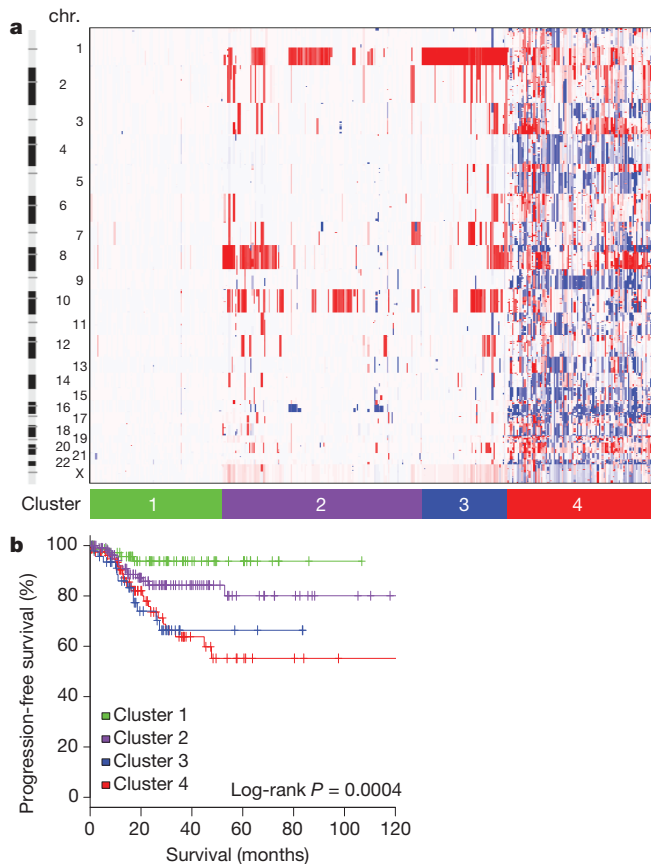 a
chr.
1
2
3
4
5
6
7
8
9
10
11
12
13
14
15
16
17
18
19
20
21
22
X
Cluster 1 2 3 4
b
Progression-free survival (%)
100
80
60
40
20
0
Cluster 1
Cluster 2
Cluster 3
Cluster 4
Log-rank P = 0.0004
0 20 40 60 80 100 120
Survival (months)